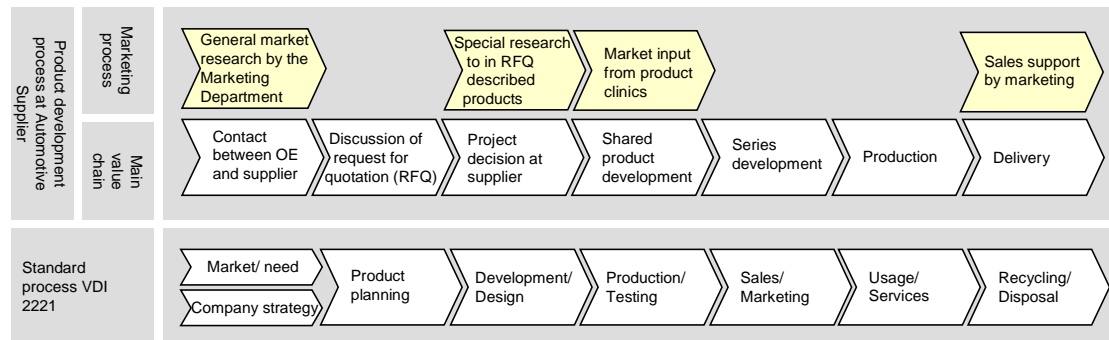 Product development
process at Automotive
Supplier
Marketing
process
General market
research by the
Marketing
Department
Special research
to in RFQ
described
products
Market input
from product
clinics
Sales support
by marketing
Main
value
chain
Contact
between OE
and supplier
Discussion of
request for
quotation (RFQ)
Project
decision at
supplier
Shared
product
development
Series
development
Production
Delivery
Standard
process VDI
2221
Market/ need
Company strategy
Product
planning
Development/
Design
Production/
Testing
Sales/
Marketing
Usage/
Services
Recycling/
Disposal